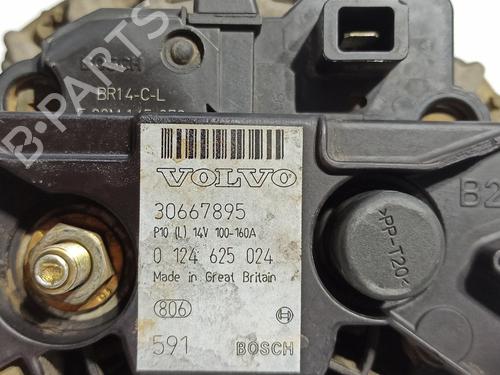 BOSCH
BR14-C-L
B-PARTS
VOLVO
30667895
P10 (L) 14V 100-160A
0 124 625 024
Made in Great Britain
806
591 BOSCH
>PP-T20<
B2